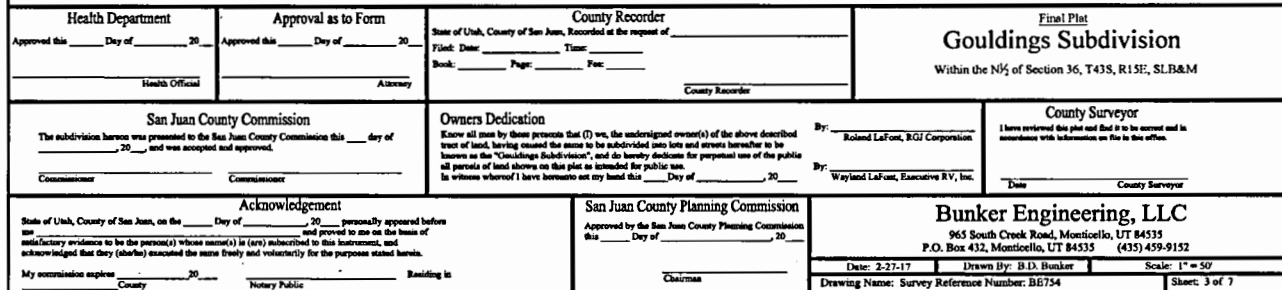 Health Department
Approved this ______ Day of ________ 20__
Health Official
Approval as to Form
Approved this ______ Day of ________ 20__
Attorney
County Recorder
State of Utah, County of San Juan, Recorded at the request of
Filed: Date: ________ Time: ________
Book: ________ Page: ________ Fee: ________
County Recorder
Final Plat
Gouldings Subdivision
Within the N½ of Section 36, T43S, R15E, SLB&M
San Juan County Commission
The subdivision hereon was presented to the San Juan County Commission this ____ day of
____________, 20___, and was accepted and approved.
Commissioner Commissioner
Owners Dedication
Know all men by these presents that (I) we, the undersigned owner(s) of the above described
tract of land, having caused the same to be subdivided into lots and streets hereafter to be
known as the "Gouldings Subdivision", and do hereby dedicate for perpetual use of the public
all parcels of land shown on this plat as intended for public use.
In witness whereof I have hereunto set my hand this _____Day of ____________, 20___
By:
Roland LaFont, RGJ Corporation
By:
Wayland LaFont, Executive RV, Inc.
County Surveyor
I have reviewed this plat and find it to be correct and in
accordance with information on file in this office.
Date County Surveyor
Acknowledgement
State of Utah, County of San Juan, on the ______ Day of ________, 20___ personally appeared before
me ____________ and proved to me on the basis of
satisfactory evidence to be the person(s) whose name(s) is (are) subscribed to this instrument, and
acknowledged that they (she/he) executed the same freely and voluntarily for the purposes stated herein.
My commission expires ________20___ ____________ Residing in
County Notary Public
San Juan County Planning Commission
Approved by the San Juan County Planning Commission
this _____ Day of ____________, 20___
Chairman
Bunker Engineering, LLC
965 South Creek Road, Monticello, UT 84535
P.O. Box 432, Monticello, UT 84535 (435) 459-9152
Date: 2-27-17 Drawn By: B.D. Bunker Scale: 1" = 50'
Drawing Name: Survey Reference Number: BE754 Sheet: 3 of 7